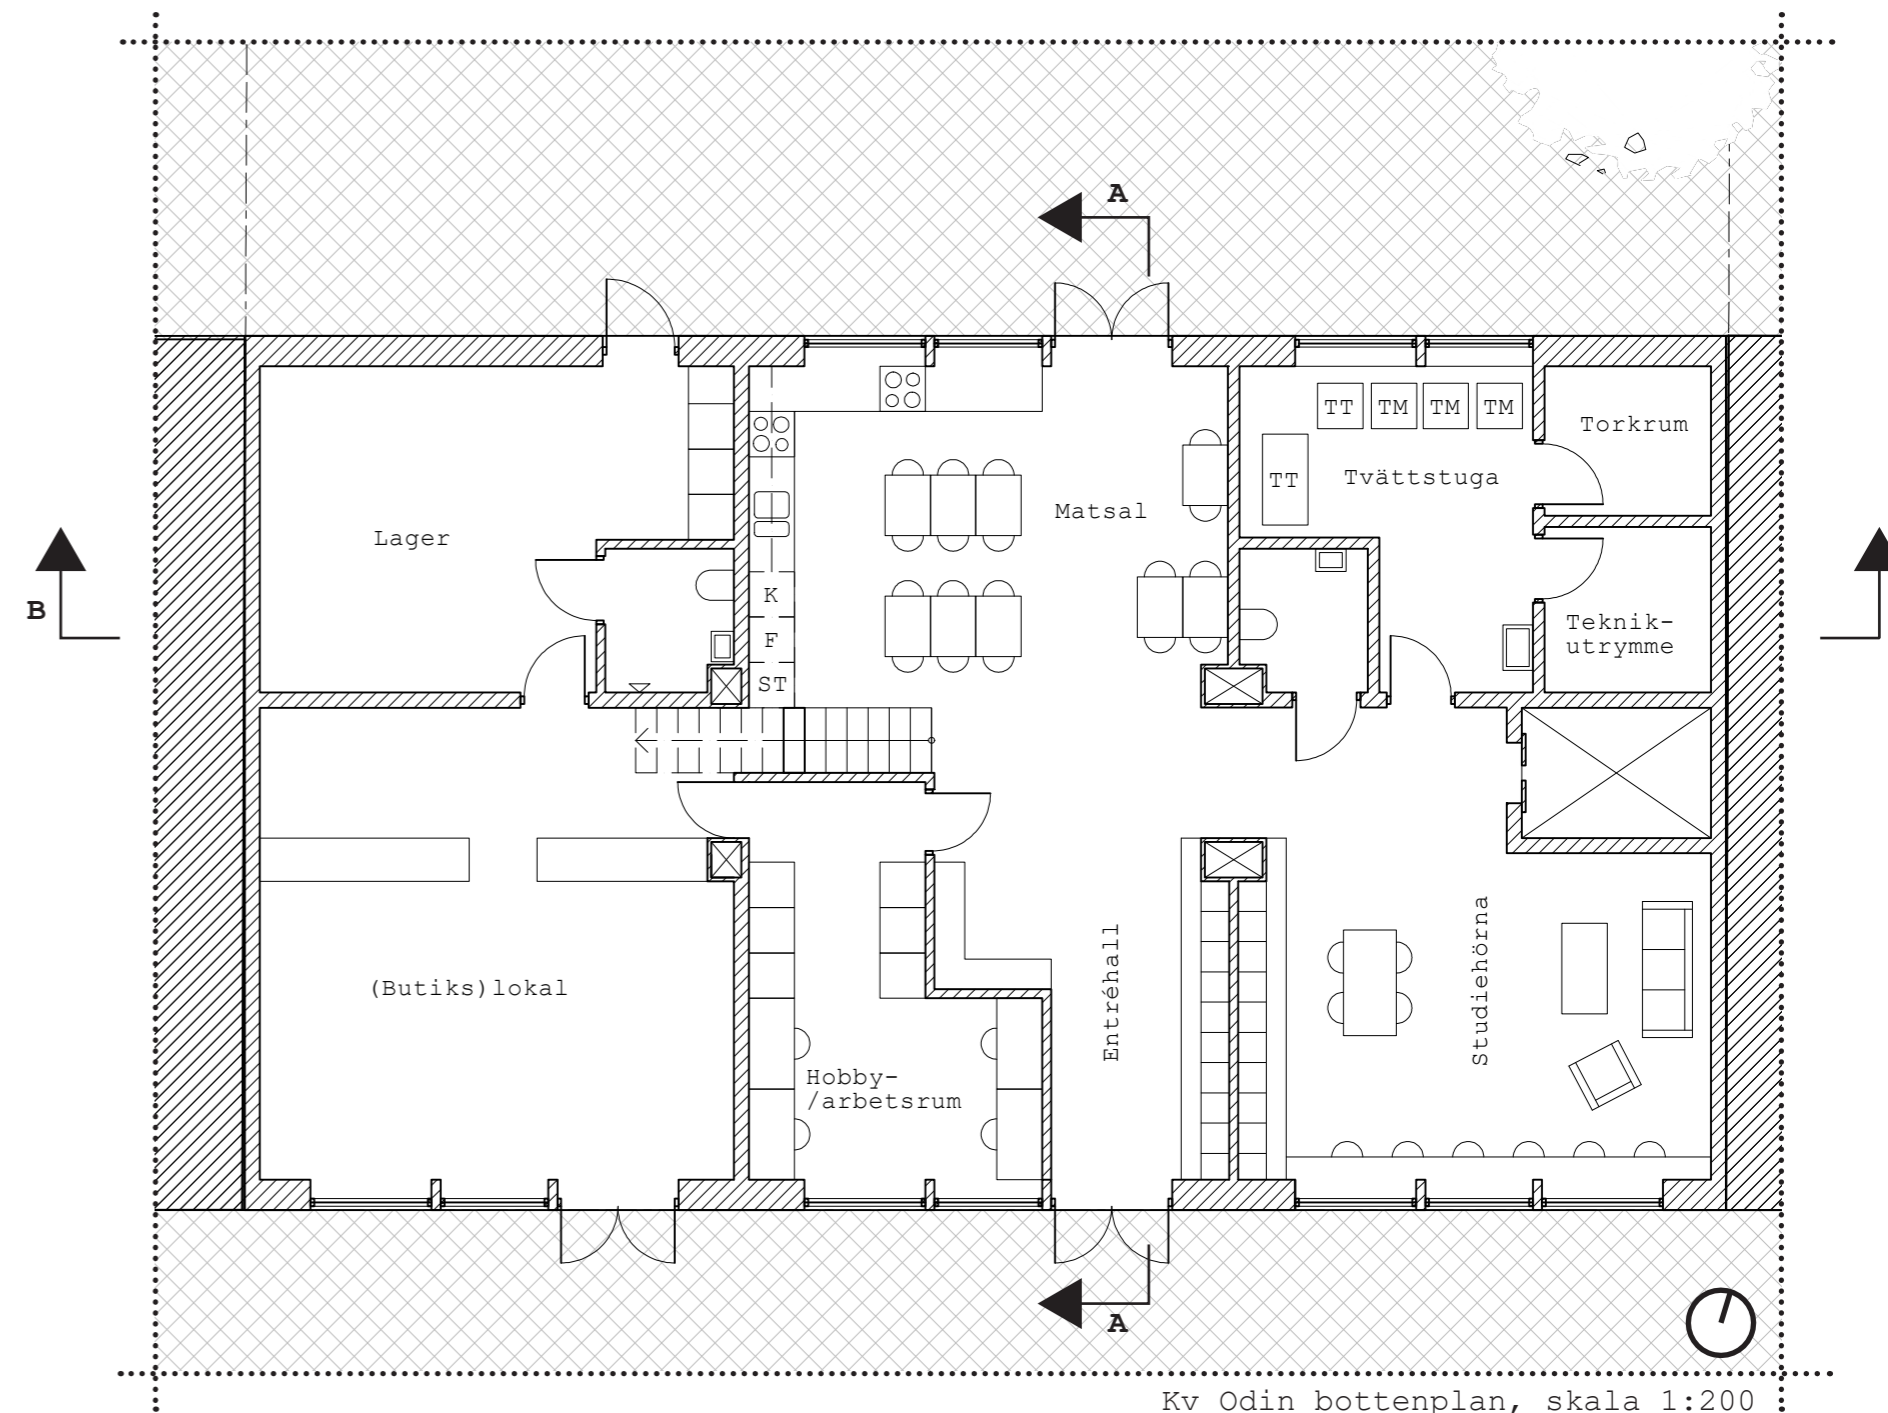 A
TT
TM
TM
TM
Torkrum
TT
Tvättstuga
Matsal
Lager
B
K
F
ST
Teknik-
utrymme
(Butiks)lokal
Hobby-
/arbetsrum
Entréhall
Studiehörna
A
Kv Odin bottenplan, skala 1:200